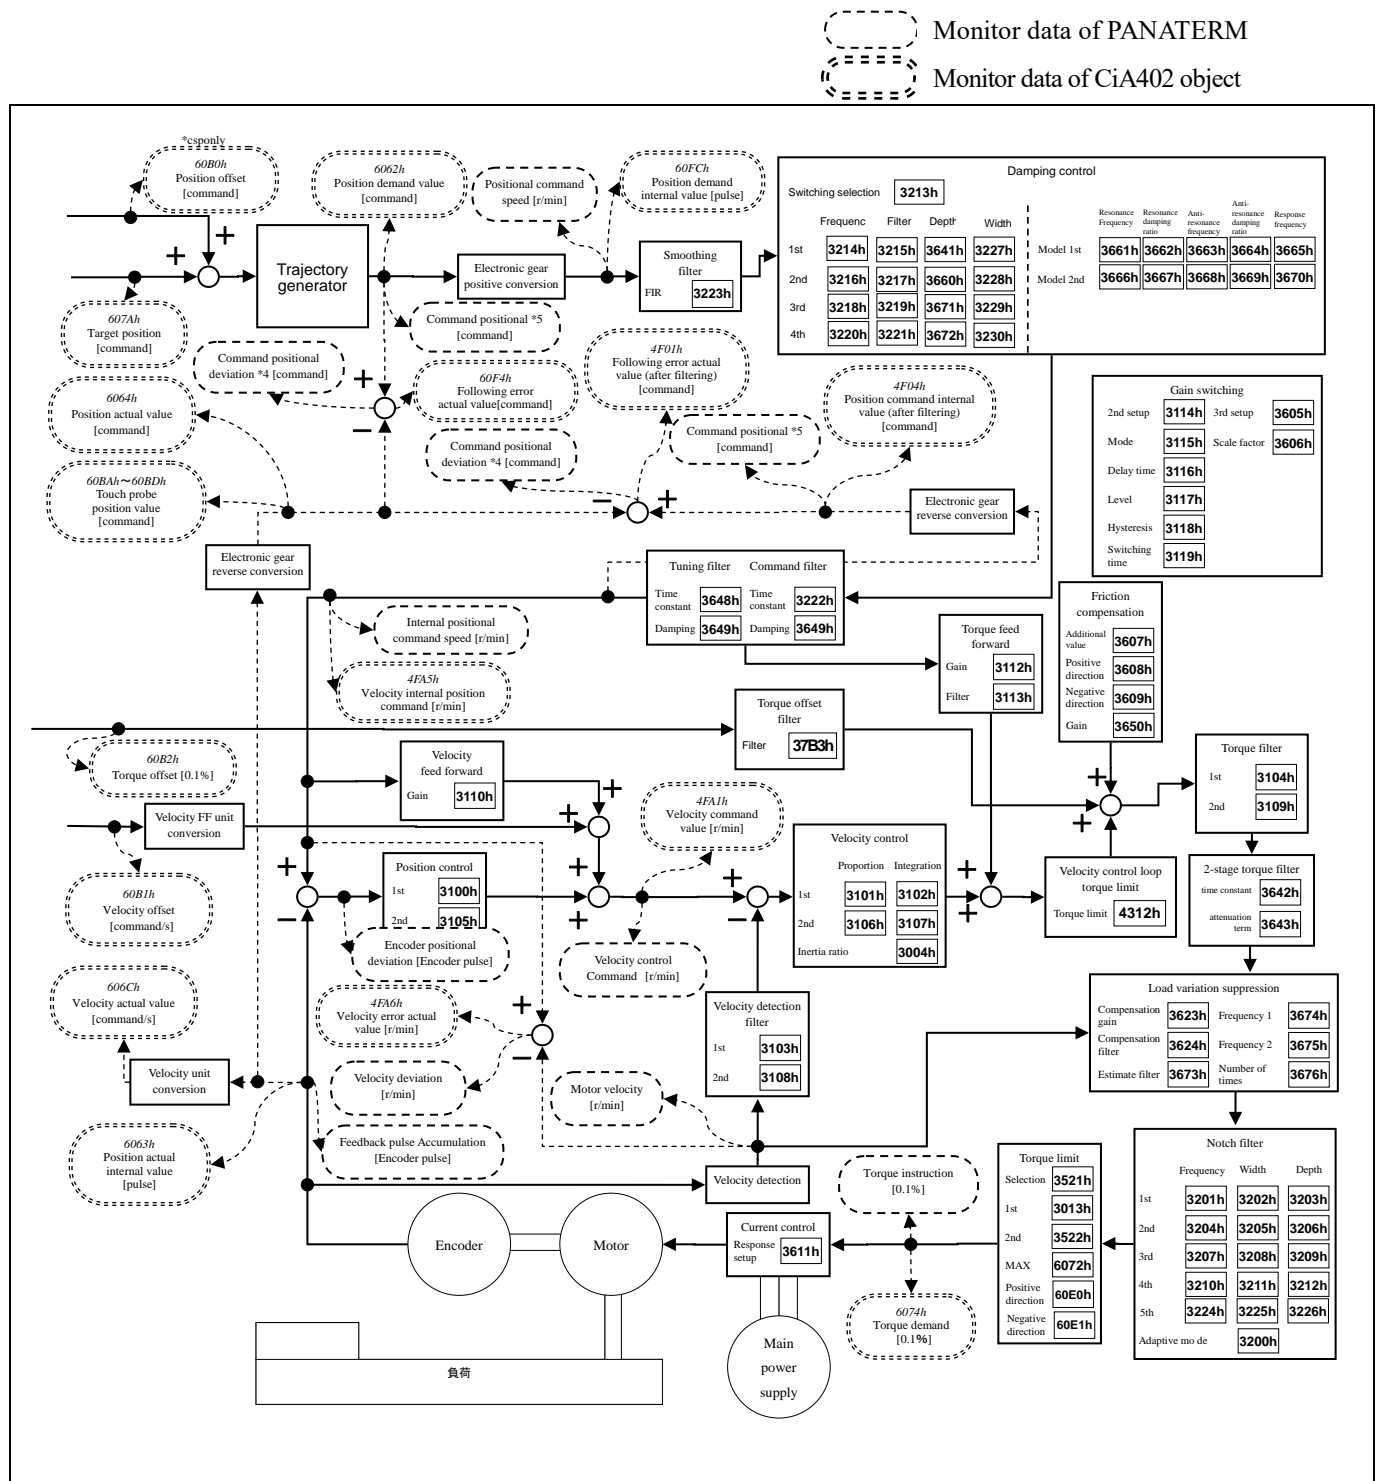 Monitor data of PANATERM
Monitor data of CiA402 object
*csponly
60B0h
Position offset
[command]
6062h
Position demand value
[command]
Positional command
speed [r/min]
60FCh
Position demand
internal value [pulse]
Damping control
Switching selection 3213h
Frequenc Filter Depth Width
1st 3214h 3215h 3641h 3227h
2nd 3216h 3217h 3660h 3228h
3rd 3218h 3219h 3671h 3229h
4th 3220h 3221h 3672h 3230h
Resonance
Frequency
Resonance
damping
ratio
Anti-
resonance
frequency
Anti-
resonance
damping
ratio
Response
frequency
Model 1st 3661h 3662h 3663h 3664h 3665h
Model 2nd 3666h 3667h 3668h 3669h 3670h
+
+
Trajectory
generator
Electronic gear
positive conversion
Smoothing
filter
FIR 3223h
607Ah
Target position
[command]
Command positional *5
[command]
Command positional
deviation *4 [command]
+
−
60F4h
Following error
actual value[command]
4F01h
Following error actual
value (after filtering)
[command]
4F04h
Position command internal
value (after filtering)
[command]
6064h
Position actual value
[command]
Command positional
deviation *4 [command]
Command positional *5
[command]
60BAh～60BDh
Touch probe
position value
[command]
−
+
Electronic gear
reverse conversion
Gain switching
2nd setup 3114h 3rd setup 3605h
Mode 3115h Scale factor 3606h
Delay time 3116h
Level 3117h
Hysteresis 3118h
Switching
time 3119h
Electronic gear
reverse conversion
Tuning filter Command filter
Time
constant 3648h Time
constant 3222h
Damping 3649h Damping 3649h
Internal positional
command speed [r/min]
4FA5h
Velocity internal position
command [r/min]
Torque feed
forward
Gain 3112h
Filter 3113h
Friction
compensation
Additional
value 3607h
Positive
direction 3608h
Negative
direction 3609h
Gain 3650h
Torque offset
filter
Filter 37B3h
60B2h
Torque offset [0.1%]
Velocity
feed forward
Gain 3110h
+
+
4FA1h
Velocity command
value [r/min]
+
+
Torque filter
1st 3104h
2nd 3109h
Velocity FF unit
conversion
60B1h
Velocity offset
[command/s]
+
−
Position control
1st 3100h
2nd 3105h
Encoder positional
deviation [Encoder pulse]
+
+
Velocity control
Command [r/min]
+
−
Velocity control
Proportion Integration
1st 3101h 3102h
2nd 3106h 3107h
Inertia ratio 3004h
+
+
Velocity control loop
torque limit
Torque limit 4312h
2-stage torque filter
time constant 3642h
attenuation
term 3643h
606Ch
Velocity actual value
[command/s]
4FA6h
Velocity error actual
value [r/min]
+
−
Velocity detection
filter
1st 3103h
2nd 3108h
Load variation suppression
Compensation
gain 3623h Frequency 1 3674h
Compensation
filter 3624h Frequency 2 3675h
Estimate filter 3673h Number of
times 3676h
Velocity unit
conversion
Velocity deviation
[r/min]
Motor velocity
[r/min]
6063h
Position actual
internal value
[pulse]
Feedback pulse Accumulation
[Encoder pulse]
Velocity detection
Torque instruction
[0.1%]
Torque limit
Selection 3521h
1st 3013h
2nd 3522h
MAX 6072h
Positive
direction 60E0h
Negative
direction 60E1h
Notch filter
Frequency Width Depth
1st 3201h 3202h 3203h
2nd 3204h 3205h 3206h
3rd 3207h 3208h 3209h
4th 3210h 3211h 3212h
5th 3224h 3225h 3226h
Adaptive mo de 3200h
Encoder
Motor
Current control
Response
setup 3611h
6074h
Torque demand
[0.1%]
Main
power
supply
負荷